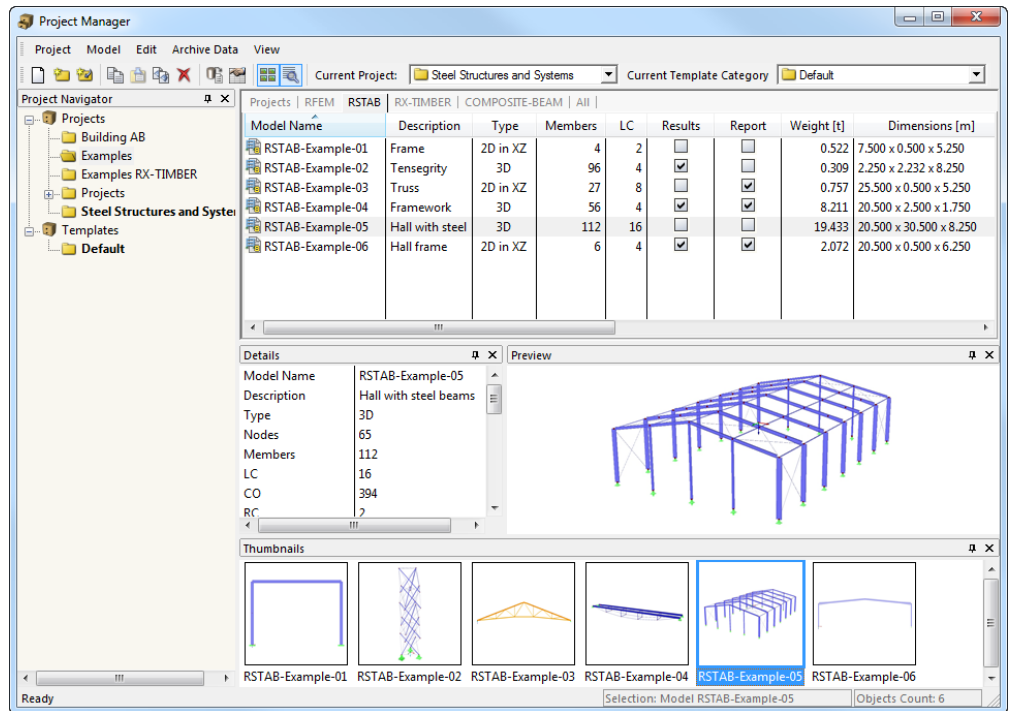 Project Manager
Project Model Edit Archive Data View
Current Project: Steel Structures and Systems Current Template Category Default
Project Navigator
Projects
Building AB
Examples
Examples RX-TIMBER
Projects
Steel Structures and System
Templates
Default
Projects | RFEM RSTAB | RX-TIMBER | COMPOSITE-BEAM | All |
Model Name Description Type Members LC Results Report Weight [t] Dimensions [m]
RSTAB-Example-01 Frame 2D in XZ 4 2 0.522 7.500 x 0.500 x 5.250
RSTAB-Example-02 Tensegrity 3D 96 4 0.309 2.250 x 2.232 x 8.250
RSTAB-Example-03 Truss 2D in XZ 27 8 0.757 25.500 x 0.500 x 5.250
RSTAB-Example-04 Framework 3D 56 4 8.211 20.500 x 2.500 x 1.750
RSTAB-Example-05 Hall with steel 3D 112 16 19.433 20.500 x 30.500 x 8.250
RSTAB-Example-06 Hall frame 2D in XZ 6 4 2.072 20.500 x 0.500 x 6.250
Details
Model Name RSTAB-Example-05
Description Hall with steel beams
Type 3D
Nodes 65
Members 112
LC 16
CO 394
RC 2
Preview
Thumbnails
RSTAB-Example-01 RSTAB-Example-02 RSTAB-Example-03 RSTAB-Example-04 RSTAB-Example-05 RSTAB-Example-06
Ready Selection: Model RSTAB-Example-05 Objects Count: 6